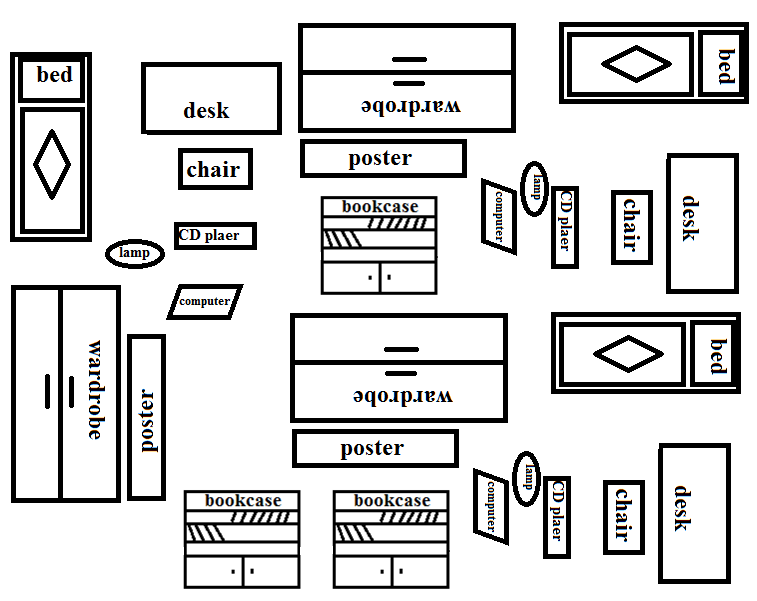 bed
desk
wardrobe
bed
chair
poster
lamp
computer
CD plaer
chair
desk
bookcase
CD plaer
lamp
computer
wardrobe
poster.
wardrobe
bed
poster
lamp
computer
CD plaer
chair
desk
bookcase
bookcase